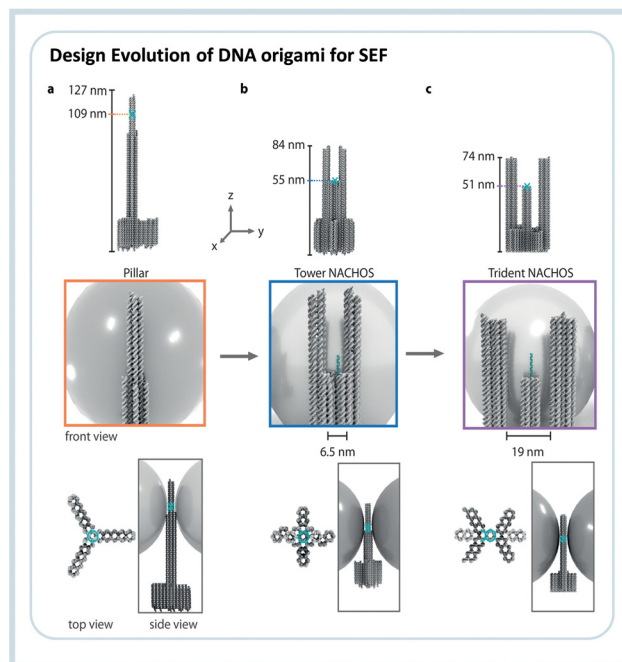 Design Evolution of DNA origami for SEF
a
b
c
127 nm
109 nm
84 nm
55 nm
74 nm
51 nm
z
x
y
Pillar
Tower NACHOS
Trident NACHOS
front view
6.5 nm
19 nm
top view
side view